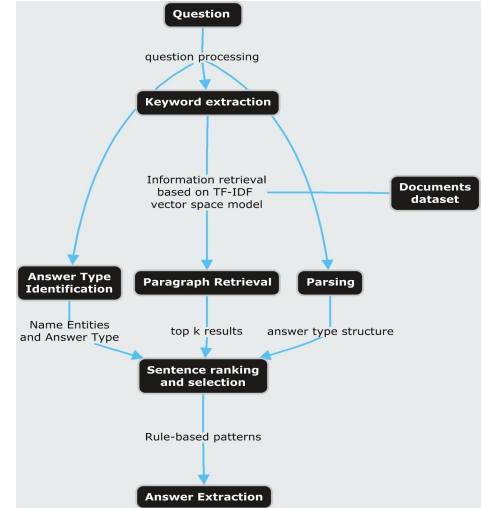 Question
question processing
Keyword extraction
Information retrieval
based on TF-IDF
vector space model
Documents
dataset
Answer Type
Identification
Paragraph Retrieval
Parsing
Name Entities
and Answer Type
top k results
answer type structure
Sentence ranking
and selection
Rule-based patterns
Answer Extraction